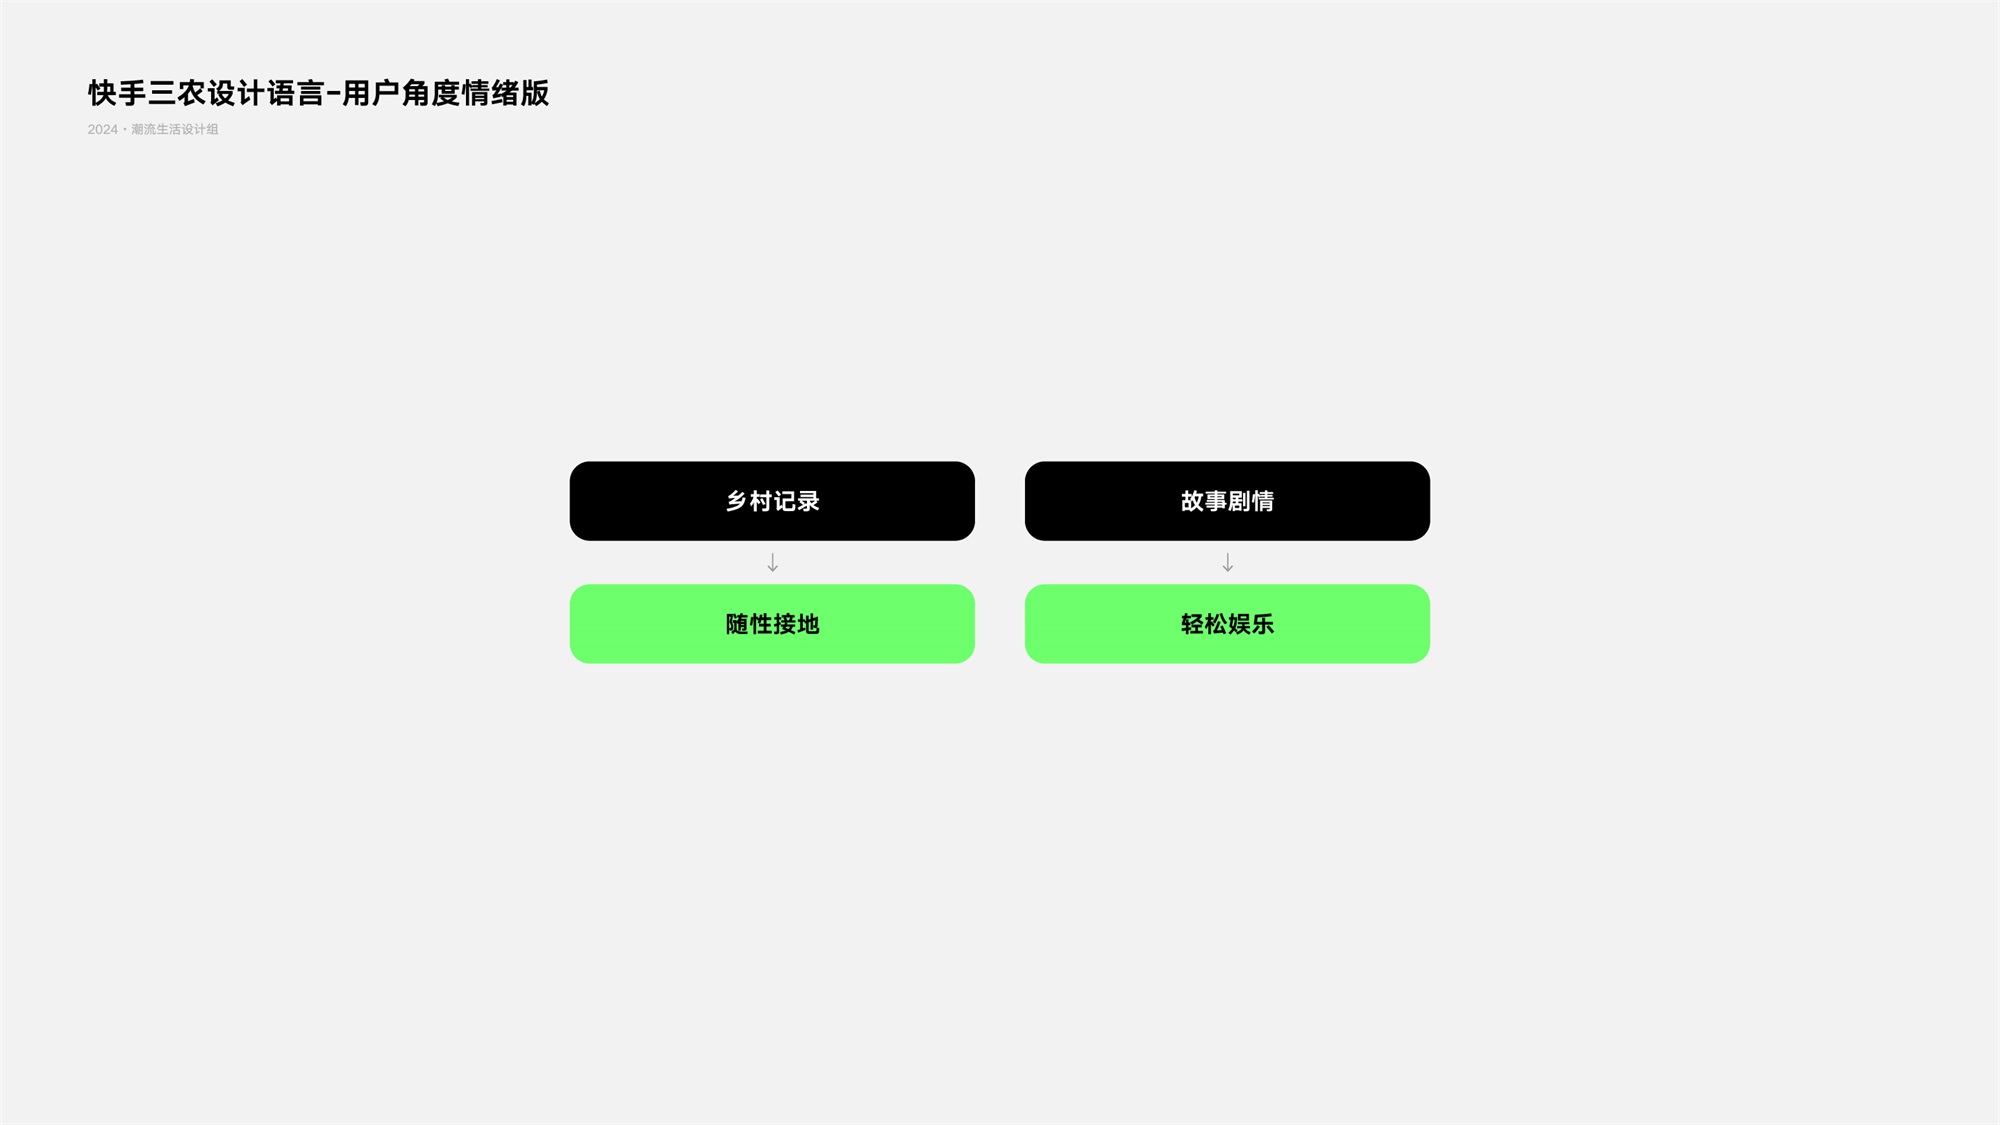 快手三农设计语言-用户角度情绪版
2024・潮流生活设计组
乡村记录
故事剧情
随性接地
轻松娱乐